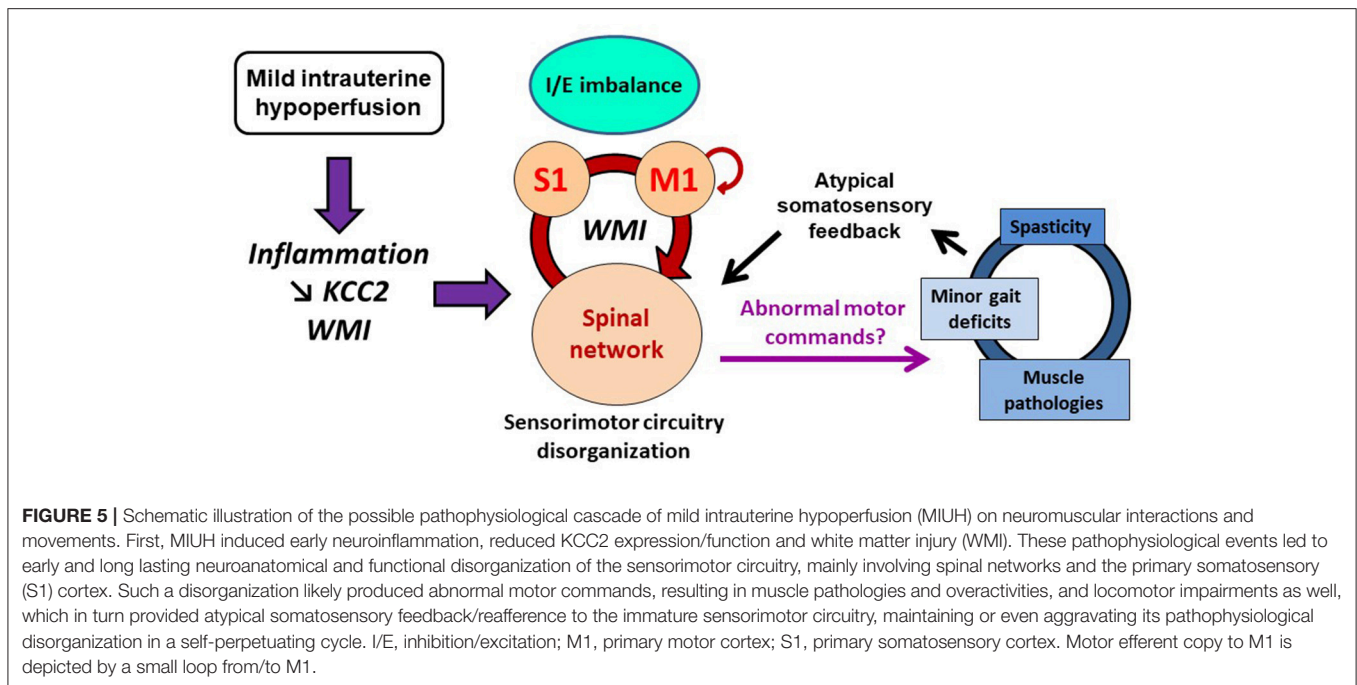 Mild intrauterine
hypoperfusion
Inflammation
↘ KCC2
WMI
I/E imbalance
S1
M1
WMI
Spinal
network
Sensorimotor circuitry
disorganization
Atypical
somatosensory
feedback
Abnormal motor
commands?
Spasticity
Minor gait
deficits
Muscle
pathologies
FIGURE 5 | Schematic illustration of the possible pathophysiological cascade of mild intrauterine hypoperfusion (MIUH) on neuromuscular interactions and
movements. First, MIUH induced early neuroinflammation, reduced KCC2 expression/function and white matter injury (WMI). These pathophysiological events led to
early and long lasting neuroanatomical and functional disorganization of the sensorimotor circuitry, mainly involving spinal networks and the primary somatosensory
(S1) cortex. Such a disorganization likely produced abnormal motor commands, resulting in muscle pathologies and overactivities, and locomotor impairments as well,
which in turn provided atypical somatosensory feedback/reafference to the immature sensorimotor circuitry, maintaining or even aggravating its pathophysiological
disorganization in a self-perpetuating cycle. I/E, inhibition/excitation; M1, primary motor cortex; S1, primary somatosensory cortex. Motor efferent copy to M1 is
depicted by a small loop from/to M1.